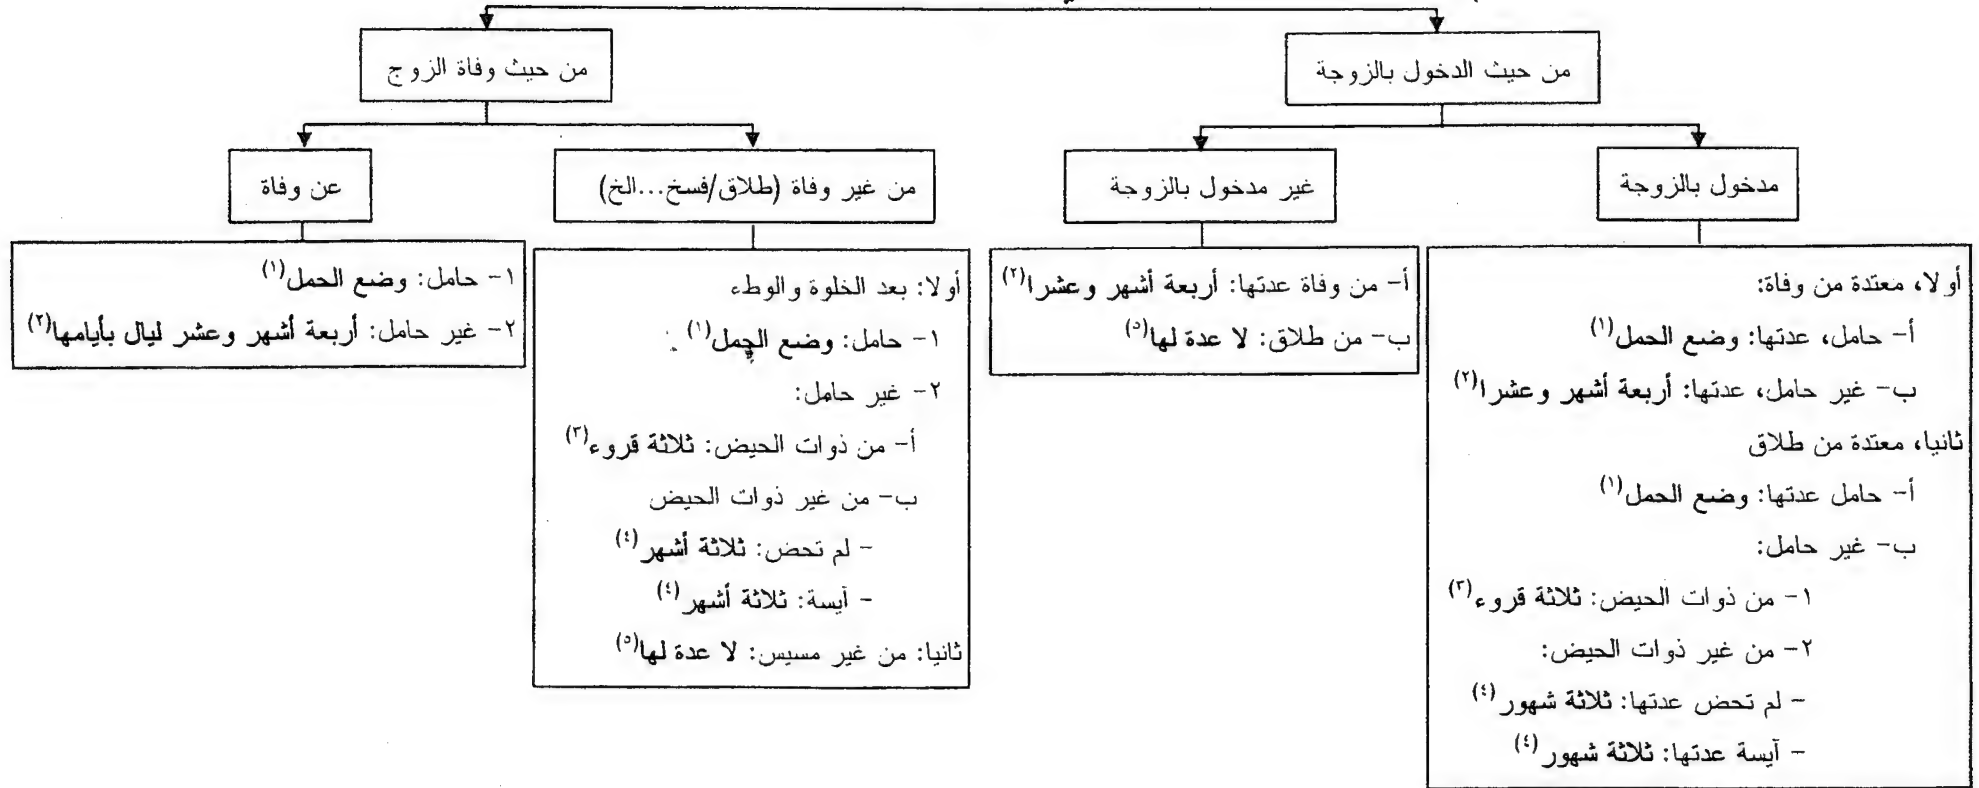 من حيث الدخول بالزوجة
من حيث وفاة الزوج
مدخول بالزوجة
غير مدخول بالزوجة
من غير وفاة (طلاق/فسخ...الخ)
عن وفاة
أولا، معتدة من وفاة:
أ- حامل، عدتها: وضع الحمل(١)
ب- غير حامل، عدتها: أربعة أشهر وعشرا(٢)
ثانيا، معتدة من طلاق
أ- حامل عدتها: وضع الحمل(١)
ب- غير حامل:
١- من ذوات الحيض: ثلاثة قروء(٣)
٢- من غير ذوات الحيض:
- لم تحض عدتها: ثلاثة شهور(٤)
- آيسة عدتها: ثلاثة شهور(٤)
أ- من وفاة عدتها: أربعة أشهر وعشرا(٢)
ب- من طلاق: لا عدة لها(٥)
أولا: بعد الخلوة والوطء
١- حامل: وضع الحمل(١)
٢- غير حامل:
أ- من ذوات الحيض: ثلاثة قروء(٣)
ب- من غير ذوات الحيض
- لم تحض: ثلاثة أشهر(٤)
- آيسة: ثلاثة أشهر(٤)
ثانيا: من غير مسيس: لا عدة لها(٥)
١- حامل: وضع الحمل(١)
٢- غير حامل: أربعة أشهر وعشر ليال بأيامها(٢)